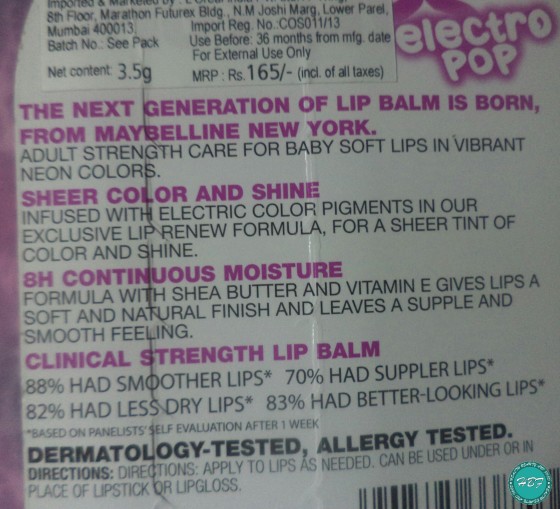 Imported & Marketed by
8th Floor, Marathon Futurex Bldg., N.M Joshi Marg, Lower Parel,
Mumbai 400013 Import Reg. No.:COS011/13
Batch No.: See Pack Use Before: 36 months from mfg. date
For External Use Only
Net content: 3.5g MRP : Rs. 165/- (incl. of all taxes)
electro
POP
THE NEXT GENERATION OF LIP BALM IS BORN,
FROM MAYBELLINE NEW YORK.
ADULT STRENGTH CARE FOR BABY SOFT LIPS IN VIBRANT
NEON COLORS.
SHEER COLOR AND SHINE
INFUSED WITH ELECTRIC COLOR PIGMENTS IN OUR
EXCLUSIVE LIP RENEW FORMULA, FOR A SHEER TINT OF
COLOR AND SHINE.
8H CONTINUOUS MOISTURE
FORMULA WITH SHEA BUTTER AND VITAMIN E GIVES LIPS A
SOFT AND NATURAL FINISH AND LEAVES A SUPPLE AND
SMOOTH FEELING.
CLINICAL STRENGTH LIP BALM
88% HAD SMOOTHER LIPS* 70% HAD SUPPLER LIPS*
82% HAD LESS DRY LIPS* 83% HAD BETTER-LOOKING LIPS*
*BASED ON PANELISTS' SELF EVALUATION AFTER 1 WEEK
DERMATOLOGY-TESTED, ALLERGY TESTED.
DIRECTIONS: DIRECTIONS: APPLY TO LIPS AS NEEDED. CAN BE USED UNDER OR IN
PLACE OF LIPSTICK OR LIPGLOSS.
HBF